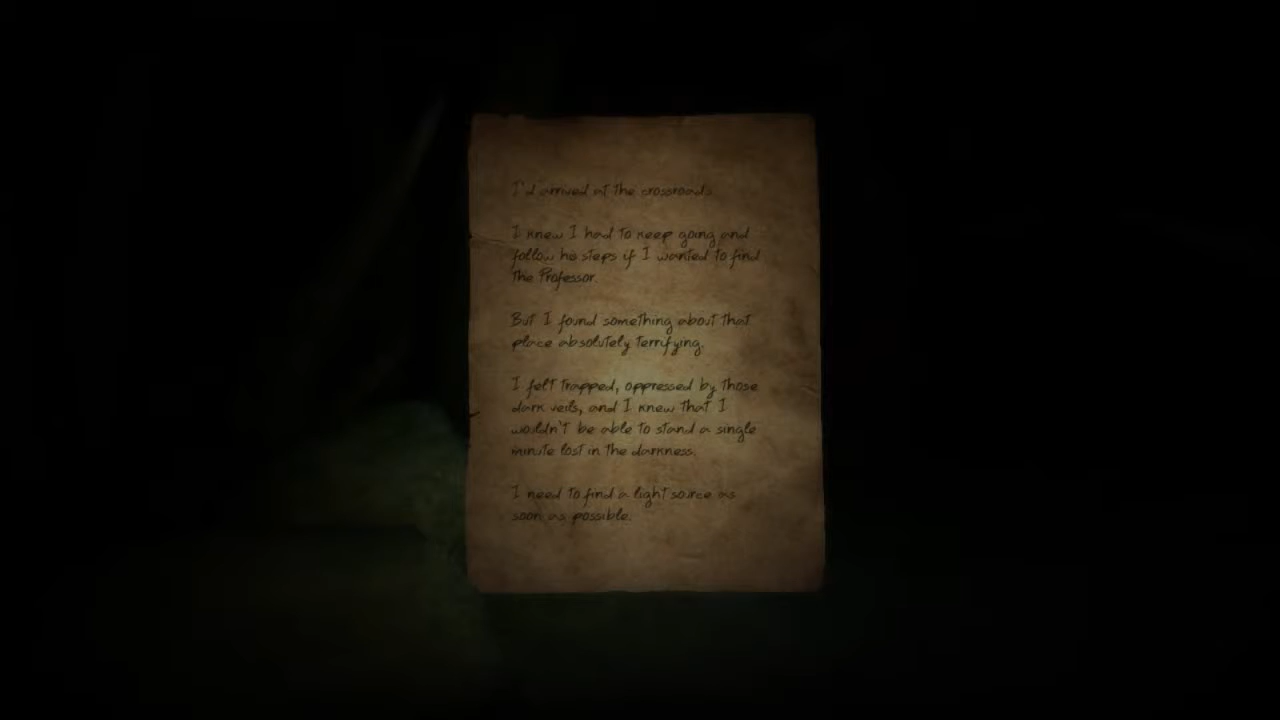 I'd arrived at the crossroads.
I knew I had to keep going and
follow he steps if I wanted to find
the Professor.
But I found something about that
place absolutely terrifying.
I felt trapped, oppressed by those
dark veils, and I knew that I
wouldn't be able to stand a single
minute lost in the darkness.
I need to find a light source as
soon as possible.